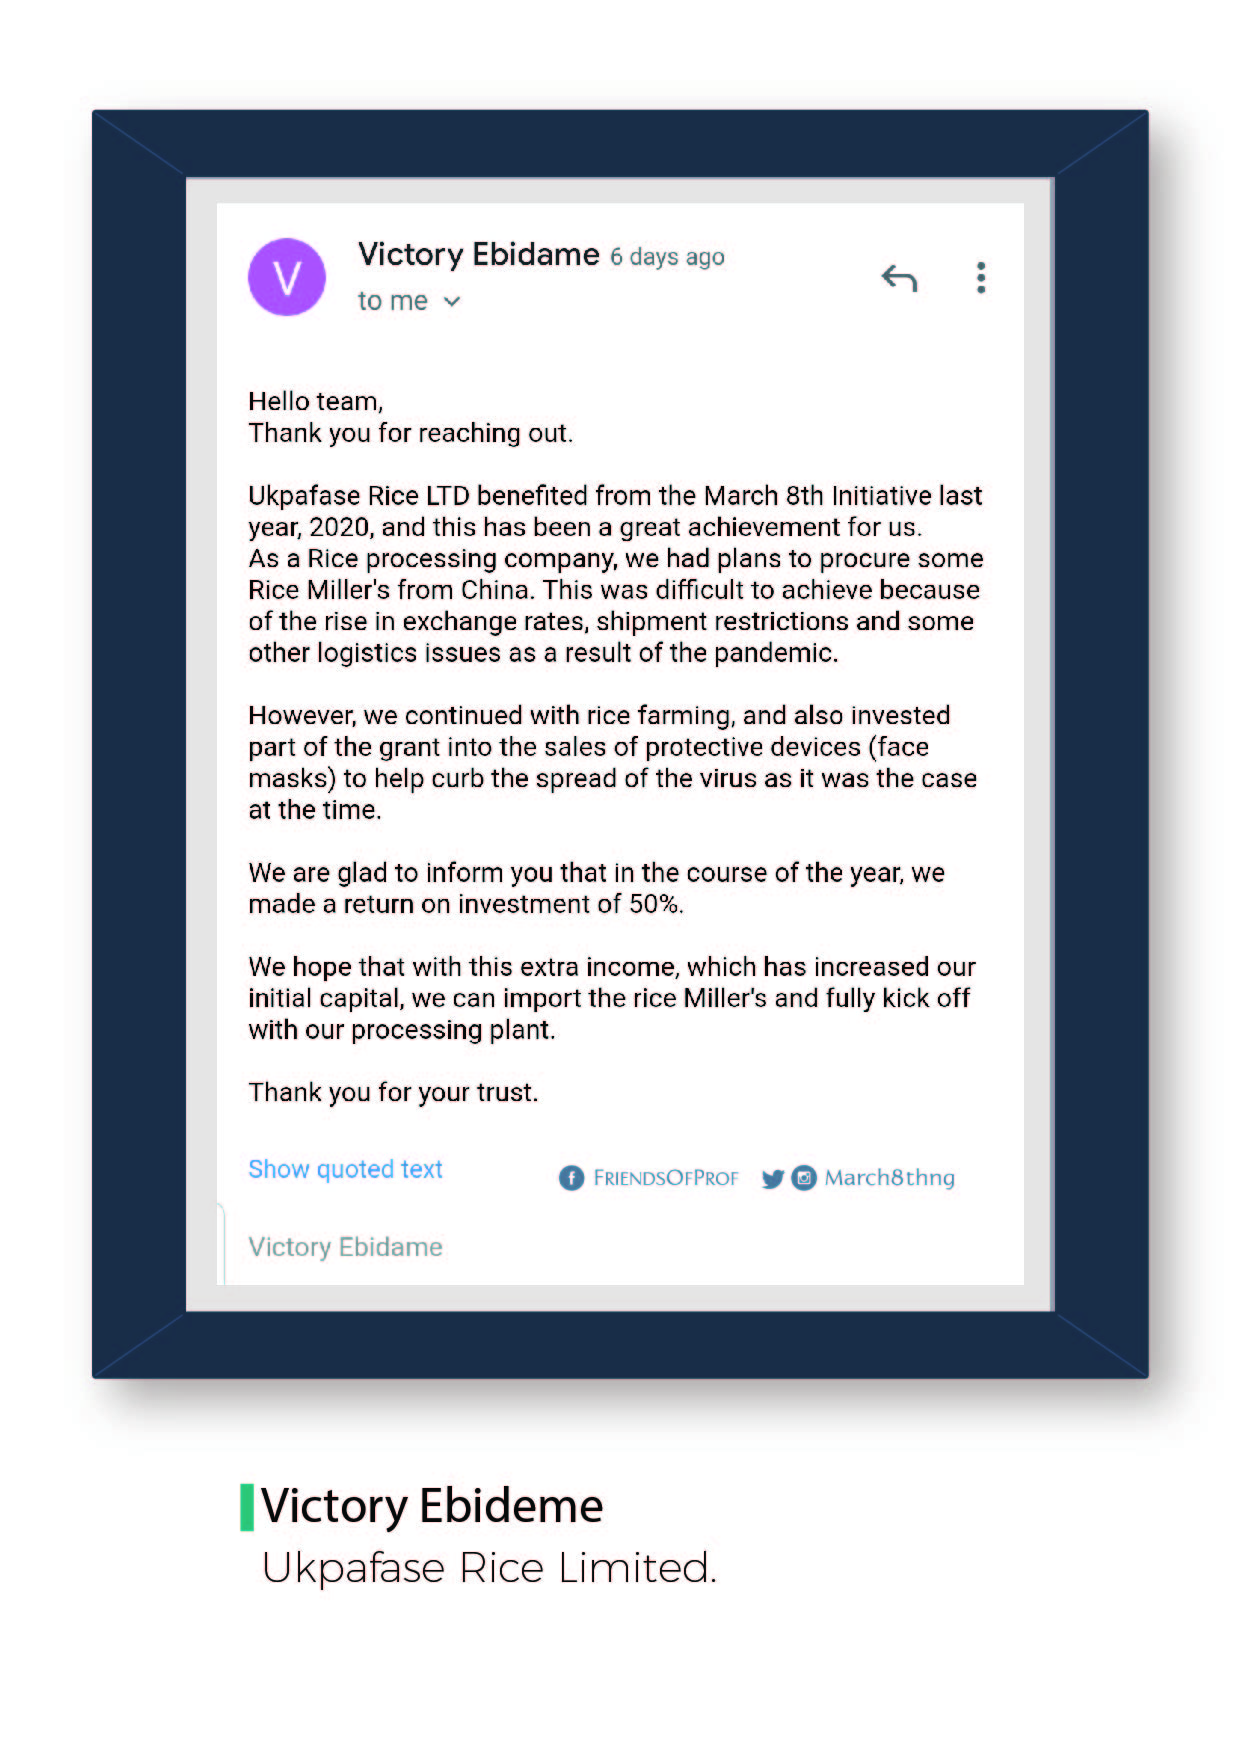 V
Victory Ebidame 6 days ago
to me
Hello team,
Thank you for reaching out.
Ukpafase Rice LTD benefited from the March 8th Initiative last
year, 2020, and this has been a great achievement for us.
As a Rice processing company, we had plans to procure some
Rice Miller's from China. This was difficult to achieve because
of the rise in exchange rates, shipment restrictions and some
other logistics issues as a result of the pandemic.
However, we continued with rice farming, and also invested
part of the grant into the sales of protective devices (face
masks) to help curb the spread of the virus as it was the case
at the time.
We are glad to inform you that in the course of the year, we
made a return on investment of 50%.
We hope that with this extra income, which has increased our
initial capital, we can import the rice Miller's and fully kick off
with our processing plant.
Thank you for your trust.
Show quoted text
FRIENDSOFPROF March8thng
Victory Ebidame
Victory Ebideme
Ukpafase Rice Limited.